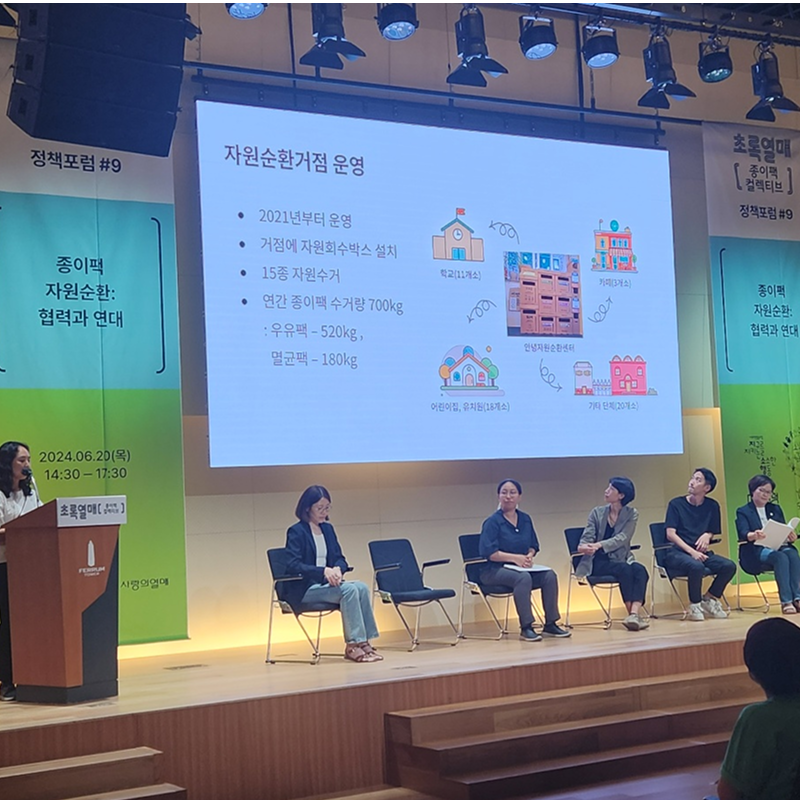 정책포럼 #9
종이팩
자원순환:
협력과 연대
2024.06.20(목)
14:30 – 17:30
사랑의열매
초록열매 [종이팩 컬렉티브]
FERRUM
자원순환거점 운영
• 2021년부터 운영
• 거점에 자원회수박스 설치
• 15종 자원수거
• 연간 종이팩 수거량 700kg
: 우유팩 – 520kg ,
멸균팩 – 180kg
학교(11개소)
카페(3개소)
안녕자원순환센터
어린이집, 유치원(18개소)
기타 단체(20개소)
초록열매
[종이팩
컬렉티브]
정책포럼 #9
종이팩
자원순환:
협력과 연대